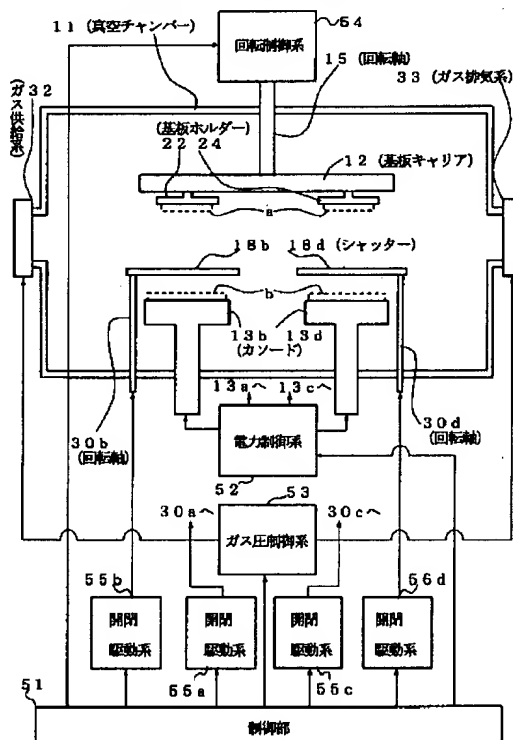 11 (真空チャンバー)
54
回転制御系
15 (回転軸)
33 (ガス排気系)
32
(ガス供給系)
(基板ホルダー)
22 24
12 (基板キャリア)
a
18b
18d (シャッター)
b
13b
(カソード)
13d
13aへ
13cへ
30b
(回転軸)
30d
(回転軸)
電力制御系
52
53
30aへ
30cへ
ガス圧制御系
55b
56d
開閉
駆動系
開閉
駆動系
開閉
駆動系
開閉
駆動系
55a
55c
51
制御部